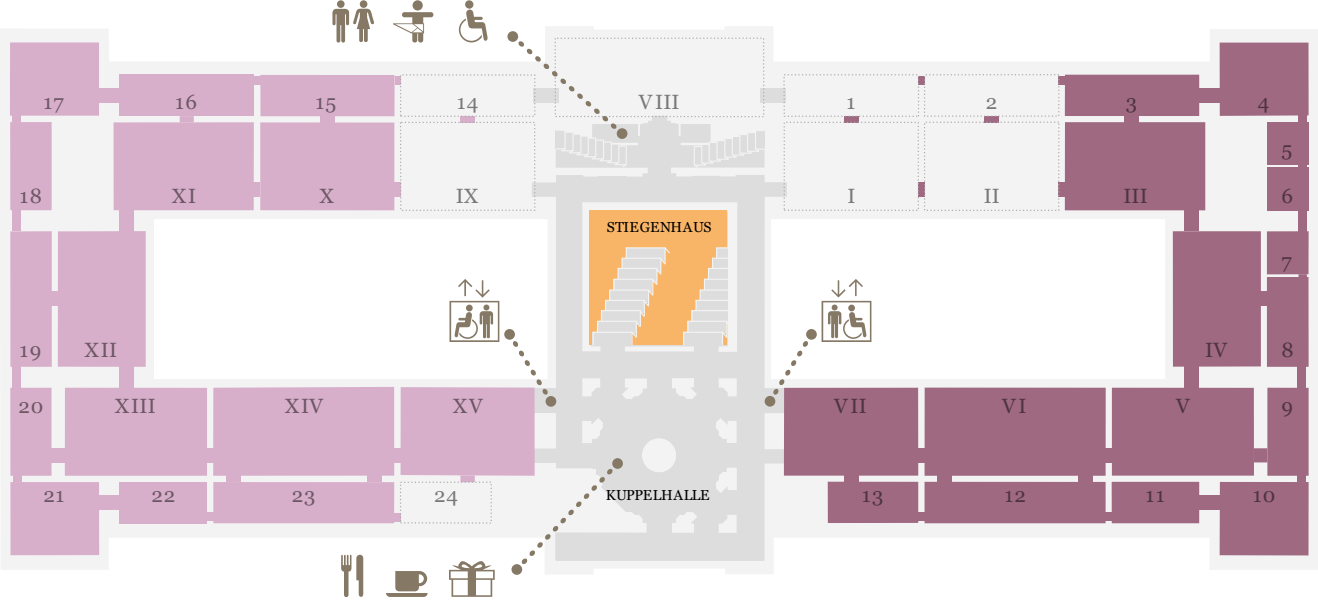 17 16 15 14 VIII 1 2 3 4
5
18 XI X IX I II III 6
STIEGENHAUS
7
19 XII IV 8
20 XIII XIV XV VII VI V 9
21 22 23 24 KUPPELHALLE 13 12 11 10